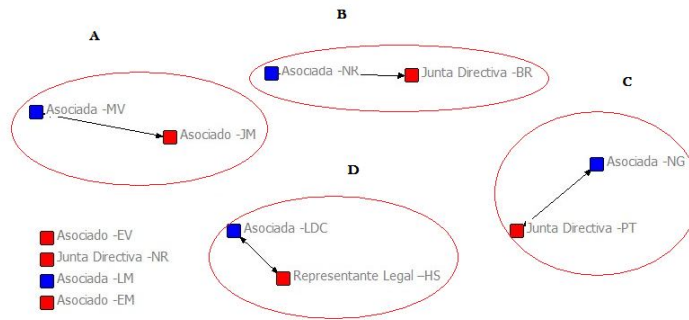 A
Asociada -MV
Asociado -JM
B
Asociada -NR
Junta Directiva -BR
C
Asociada -NG
Junta Directiva -PT
D
Asociada -LDC
Representante Legal –HS
Asociado -EV
Junta Directiva -NR
Asociada -LM
Asociado -EM